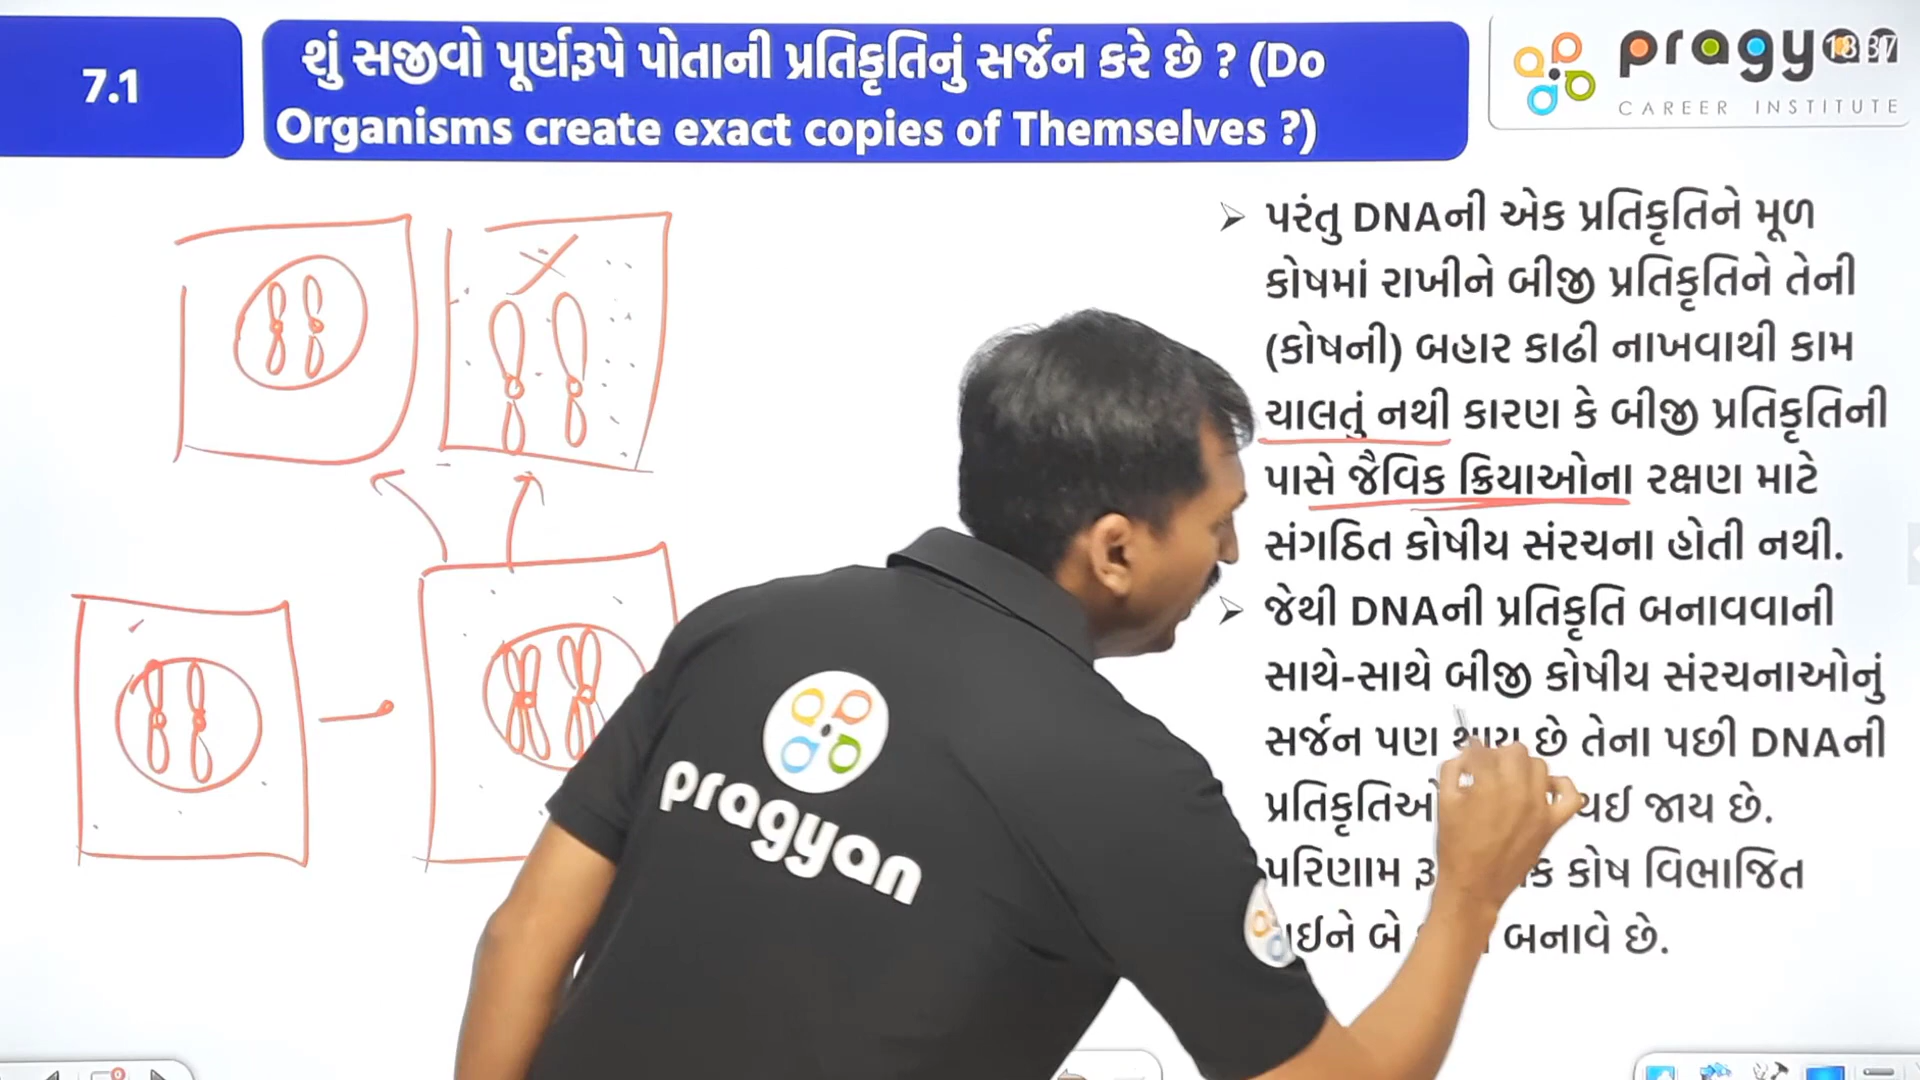 7.1
શું સજીવો પૂર્ણરૂપે પોતાની પ્રતિકૃતિનું સર્જન કરે છે ? (Do
Organisms create exact copies of Themselves ?)
pragyan
CAREER INSTITUTE
➢ પરંતુ DNAની એક પ્રતિકૃતિને મૂળ
કોષમાં રાખીને બીજી પ્રતિકૃતિને તેની
(કોષની) બહાર કાઢી નાખવાથી કામ
ચાલતું નથી કારણ કે બીજી પ્રતિકૃતિની
પાસે જૈવિક ક્રિયાઓના રક્ષણ માટે
સંગઠિત કોષીય સંરચના હોતી નથી.
➢ જેથી DNAની પ્રતિકૃતિ બનાવવાની
સાથે-સાથે બીજી કોષીય સંરચનાઓનું
સર્જન પણ થાય છે તેના પછી DNAની
થઈ જાય છે.
પરિણામ કોષ વિભાજિત
બે બનાવે છે.
pragyan